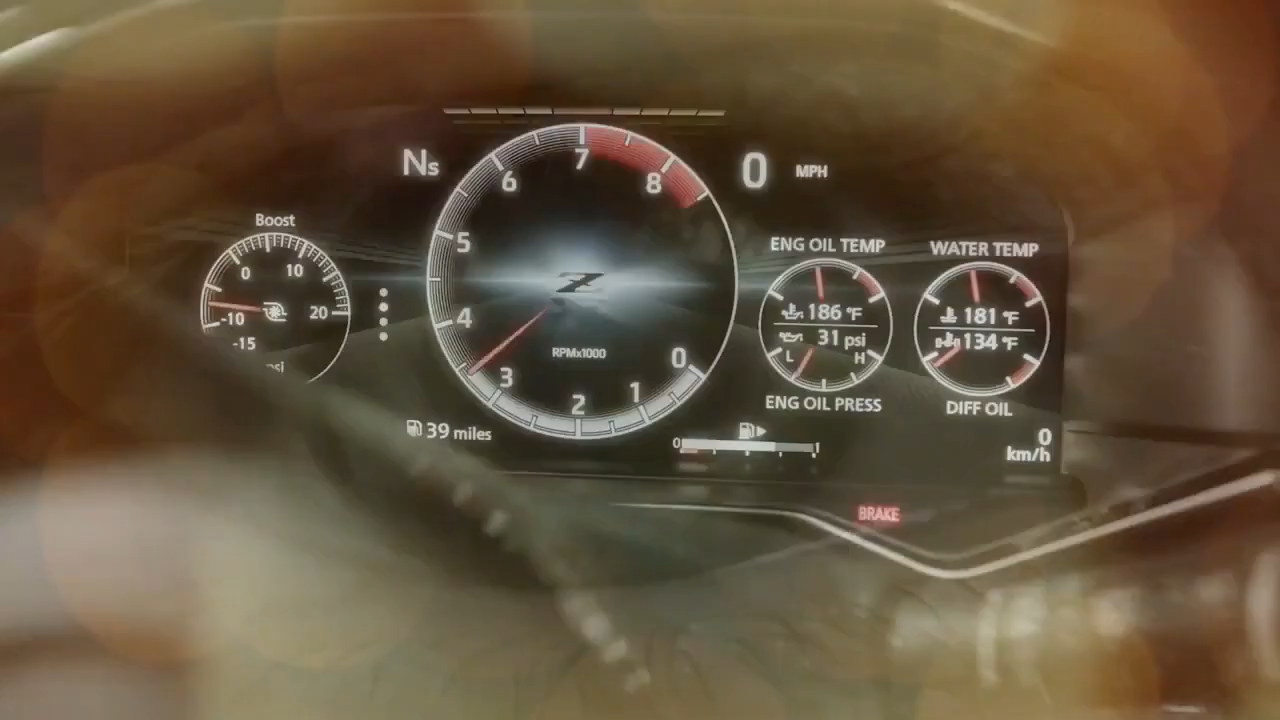 Ns
7
6
8
0 MPH
Boost
5
ENG OIL TEMP
WATER TEMP
0
10
-10
20
4
186 °F
181 °F
-15
31 psi
134 °F
RPMx1000
L
H
3
0
2
1
ENG OIL PRESS
DIFF OIL
39 miles
0
1
0
km/h
BRAKE